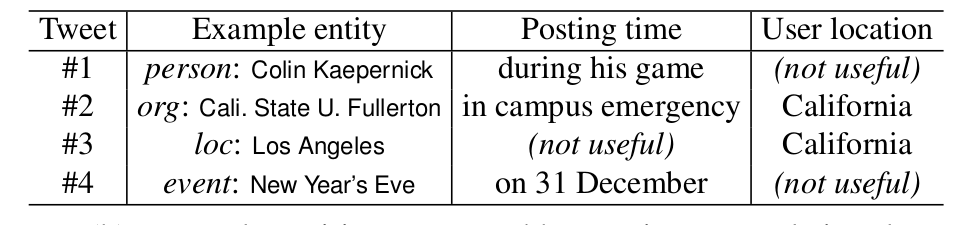 Tweet Example entity Posting time User location
#1 person: Colin Kaepernick during his game (not useful)
#2 org: Cali. State U. Fullerton in campus emergency California
#3 loc: Los Angeles (not useful) California
#4 event: New Year's Eve on 31 December (not useful)